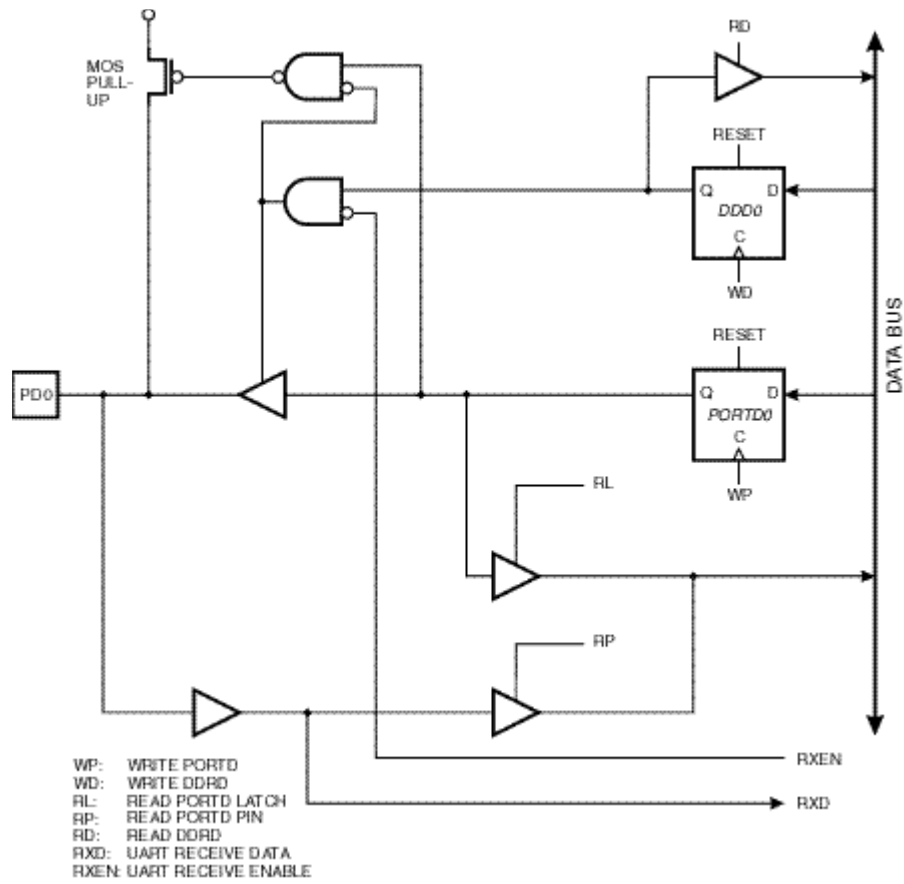 RD
MOS
PULL-
UP
RESET
Q D
DDD0
C
WD
DATA BUS
RESET
PD0
Q D
PORTD0
C
WP
RL
RP
WP: WRITE PORTD
WD: WRITE DDRD
RL: READ PORTD LATCH
RP: READ PORTD PIN
RD: READ DDRD
RXD: UART RECEIVE DATA
RXEN: UART RECEIVE ENABLE
RXEN
RXD